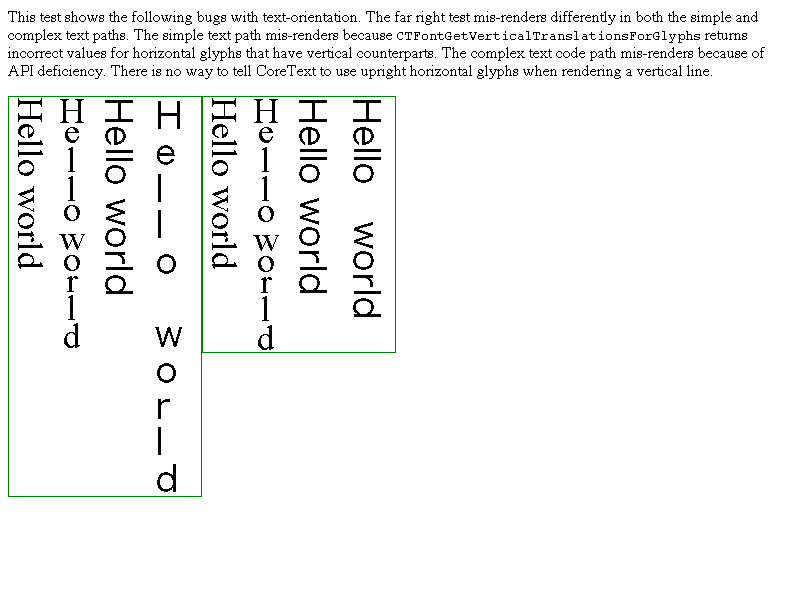 This test shows the following bugs with text-orientation. The far right test mis-renders differently in both the simple and
complex text paths. The simple text path mis-renders because CTFontGetVerticalTranslationsForGlyphs returns
incorrect values for horizontal glyphs that have vertical counterparts. The complex text code path mis-renders because of
API deficiency. There is no way to tell CoreText to use upright horizontal glyphs when rendering a vertical line.
Hello world
Hello world
Hello world
Hello world
Hello world
Hello world
Hello world
Hello world